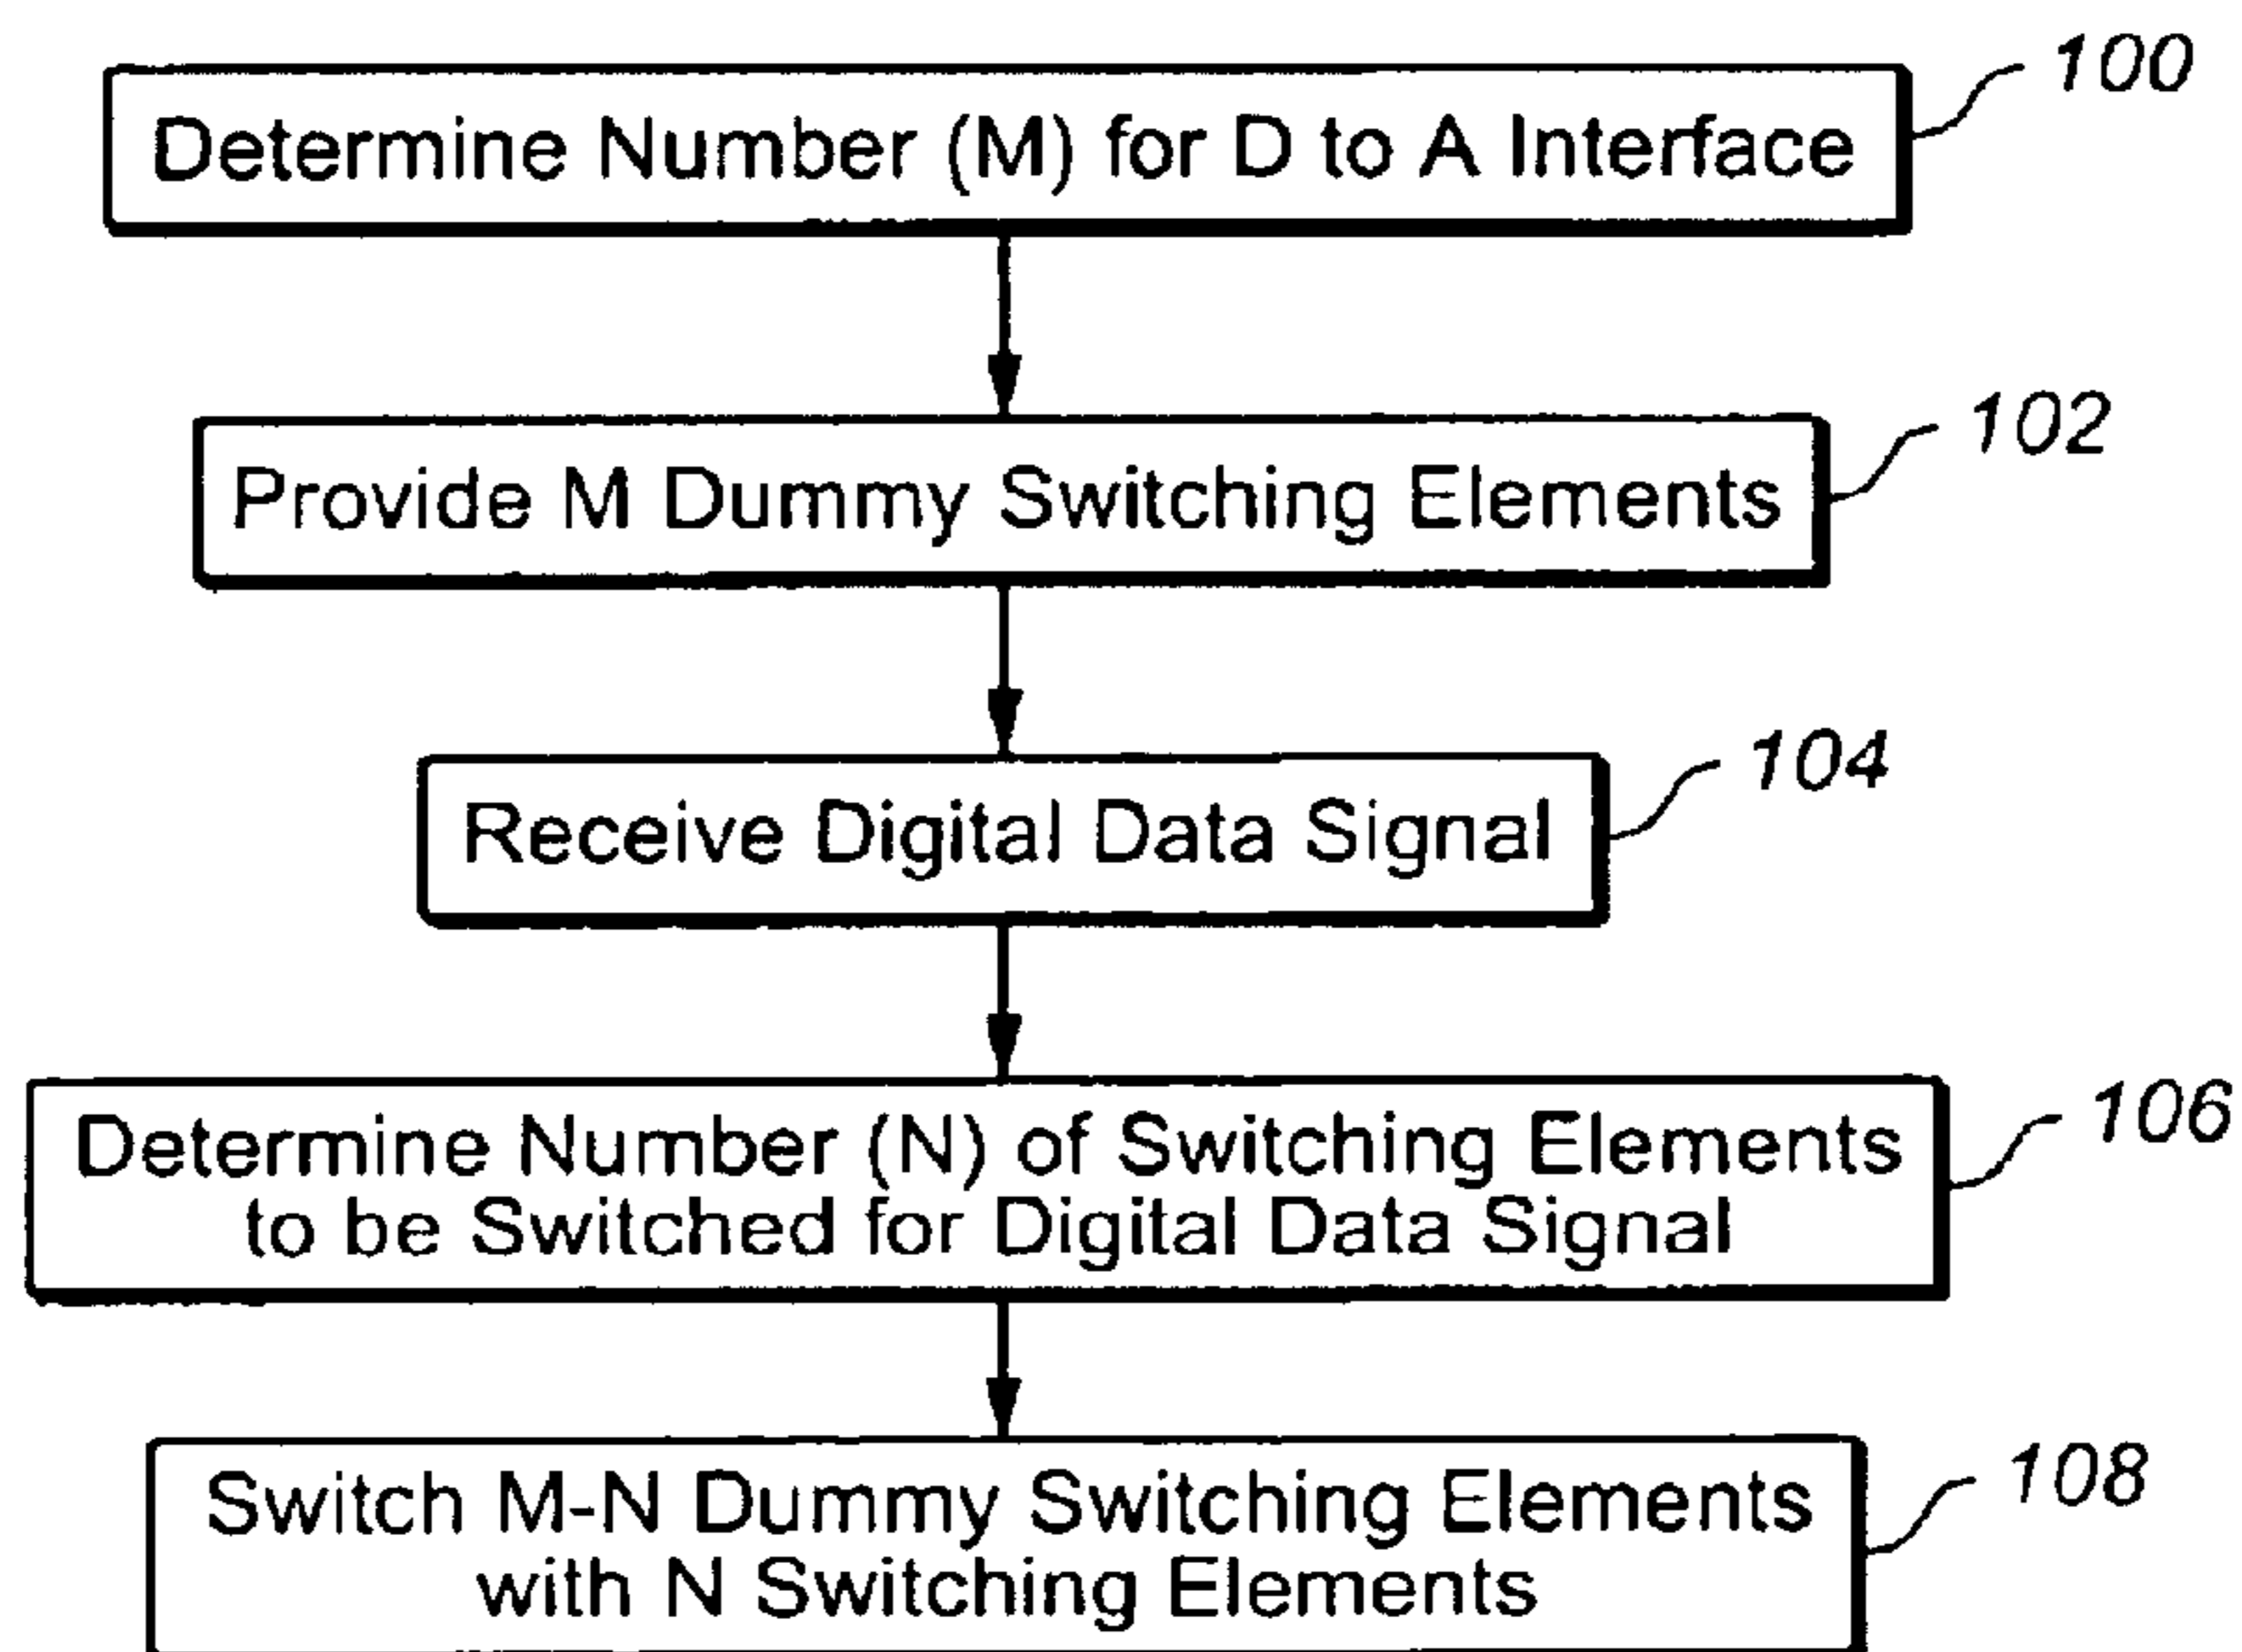 100
Determine Number (M) for D to A Interface
102
Provide M Dummy Switching Elements
104
Receive Digital Data Signal
106
Determine Number (N) of Switching Elements
to be Switched for Digital Data Signal
108
Switch M-N Dummy Switching Elements
with N Switching Elements